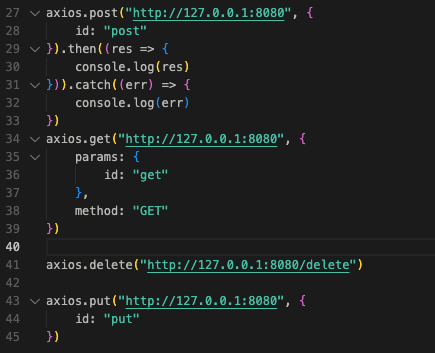 27 axios.post("http://127.0.0.1:8080", {
28     id: "post"
29 }).then((res => {
30     console.log(res)
31 })).catch((err) => {
32     console.log(err)
33 })
34 axios.get("http://127.0.0.1:8080", {
35     params: {
36         id: "get"
37     },
38     method: "GET"
39 })
40
41 axios.delete("http://127.0.0.1:8080/delete")
42
43 axios.put("http://127.0.0.1:8080", {
44     id: "put"
45 })